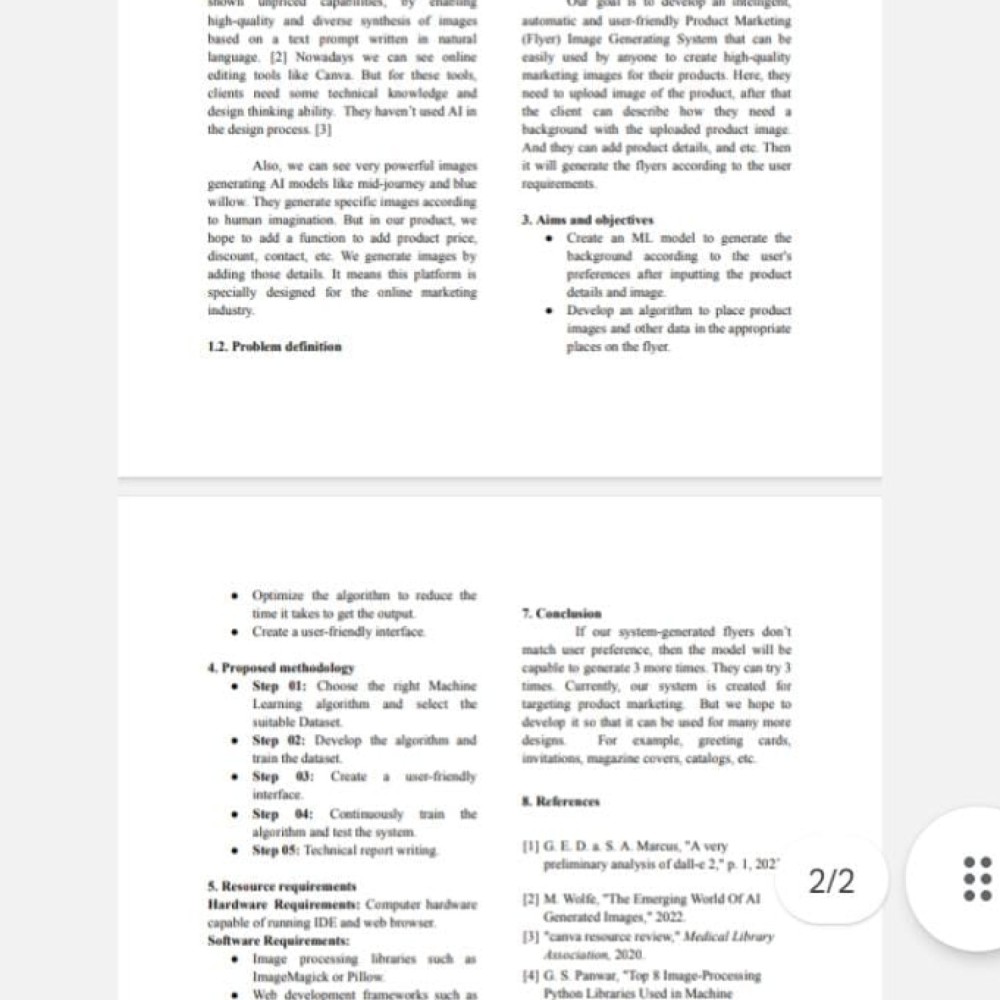 shown unpriced capabilities, by enabling
high-quality and diverse synthesis of images
based on a text prompt written in natural
language. [2] Nowadays we can see online
editing tools like Canva. But for these tools,
clients need some technical knowledge and
design thinking ability. They haven't used AI in
the design process. [3]
Also, we can see very powerful images
generating AI models like mid-journey and blue
willow. They generate specific images according
to human imagination. But in our product, we
hope to add a function to add product price,
discount, contact, etc. We generate images by
adding those details. It means this platform is
specially designed for the online marketing
industry.
1.2. Problem definition
Our goal is to develop an intelligent,
automatic and user-friendly Product Marketing
(Flyer) Image Generating System that can be
easily used by anyone to create high-quality
marketing images for their products. Here, they
need to upload image of the product, after that
the client can describe how they need a
background with the uploaded product image.
And they can add product details, and etc. Then
it will generate the flyers according to the user
requirements.
3. Aims and objectives
• Create an ML model to generate the
background according to the user's
preferences after inputting the product
details and image.
• Develop an algorithm to place product
images and other data in the appropriate
places on the flyer.
• Optimize the algorithm to reduce the
time it takes to get the output.
• Create a user-friendly interface.
4. Proposed methodology
• Step 01: Choose the right Machine
Learning algorithm and select the
suitable Dataset.
• Step 02: Develop the algorithm and
train the dataset.
• Step 03: Create a user-friendly
interface.
• Step 04: Continuously train the
algorithm and test the system.
• Step 05: Technical report writing.
5. Resource requirements
Hardware Requirements: Computer hardware
capable of running IDE and web browser.
Software Requirements:
• Image processing libraries such as
ImageMagick or Pillow.
• Web development frameworks such as
7. Conclusion
If our system-generated flyers don't
match user preference, then the model will be
capable to generate 3 more times. They can try 3
times. Currently, our system is created for
targeting product marketing. But we hope to
develop it so that it can be used for many more
designs. For example, greeting cards,
invitations, magazine covers, catalogs, etc.
8. References
[1] G. E. D. a. S. A. Marcus, "A very
preliminary analysis of dall-e 2," p. 1, 202
[2] M. Wolfe, "The Emerging World Of AI
Generated Images," 2022.
[3] "canva resource review," Medical Library
Association, 2020.
[4] G. S. Panwar, "Top 8 Image-Processing
Python Libraries Used in Machine
2/2